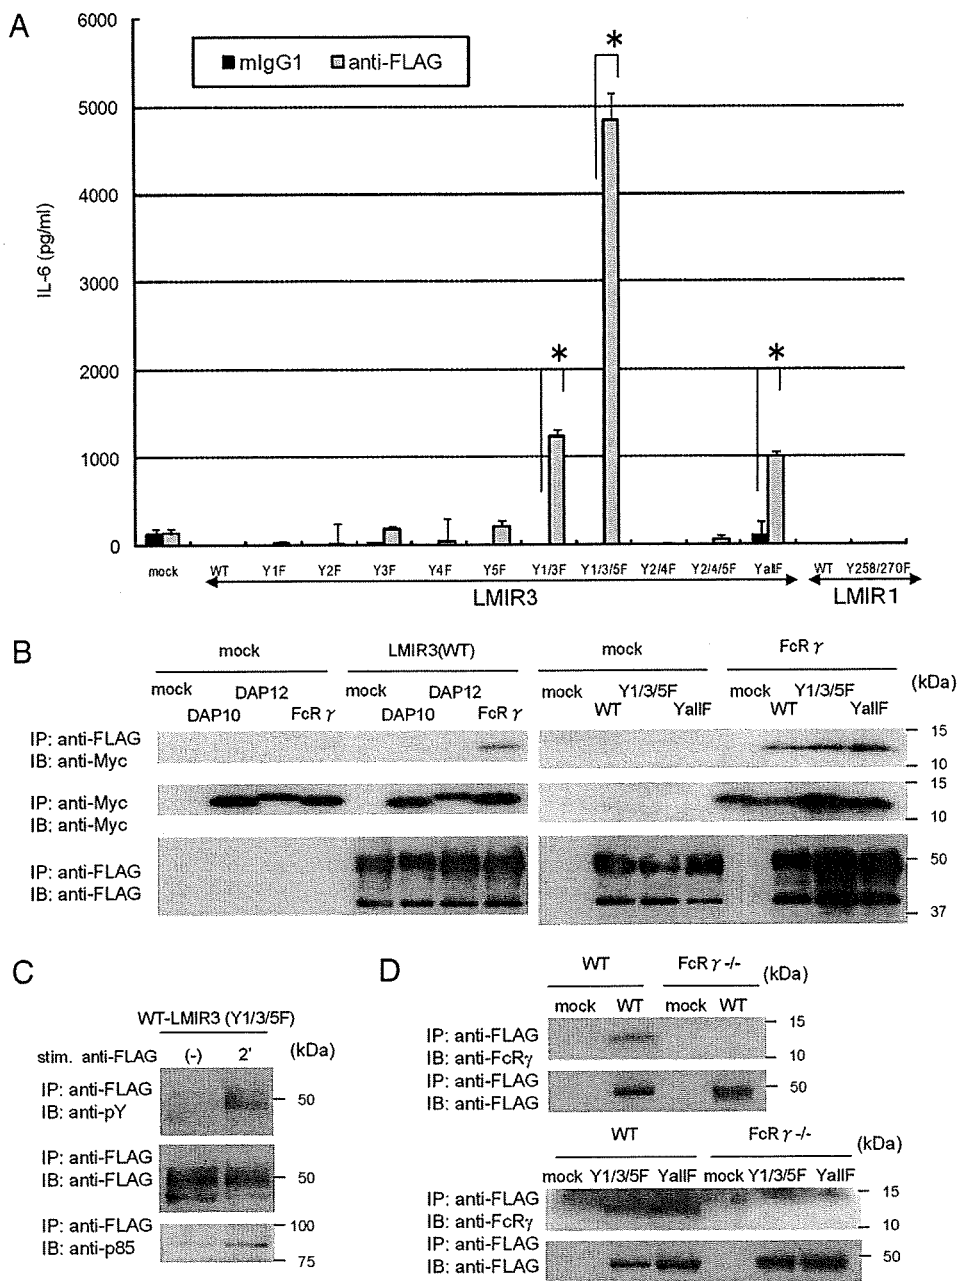 A
6000
5000
4000
3000
2000
1000
0
IL-6 (pg/ml)
mIgG1 anti-FLAG
* * *
mock WT Y1F Y2F Y3F Y4F Y5F Y1/3F Y1/3/5F Y2/4F Y2/4/5F YallF WT Y258/270F
LMIR3 LMIR1
B
mock LMIR3(WT) mock FcR γ
(kDa)
mock DAP12 mock DAP12 mock Y1/3/5F mock Y1/3/5F
DAP10 FcR γ DAP10 FcR γ WT YallF WT YallF
IP: anti-FLAG
IB: anti-Myc
15
10
IP: anti-Myc
IB: anti-Myc
15
10
IP: anti-FLAG
IB: anti-FLAG
50
37
C
WT-LMIR3 (Y1/3/5F)
stim. anti-FLAG (-) 2' (kDa)
IP: anti-FLAG
IB: anti-pY
50
IP: anti-FLAG
IB: anti-FLAG
50
IP: anti-FLAG
IB: anti-p85
100
75
D
WT FcR γ -/- (kDa)
mock WT mock WT
IP: anti-FLAG
IB: anti-FcRγ
15
10
IP: anti-FLAG
IB: anti-FLAG
50
WT FcR γ -/- (kDa)
mock Y1/3/5F YallF mock Y1/3/5F YallF
IP: anti-FLAG
IB: anti-FcRγ
15
10
IP: anti-FLAG
IB: anti-FLAG
50